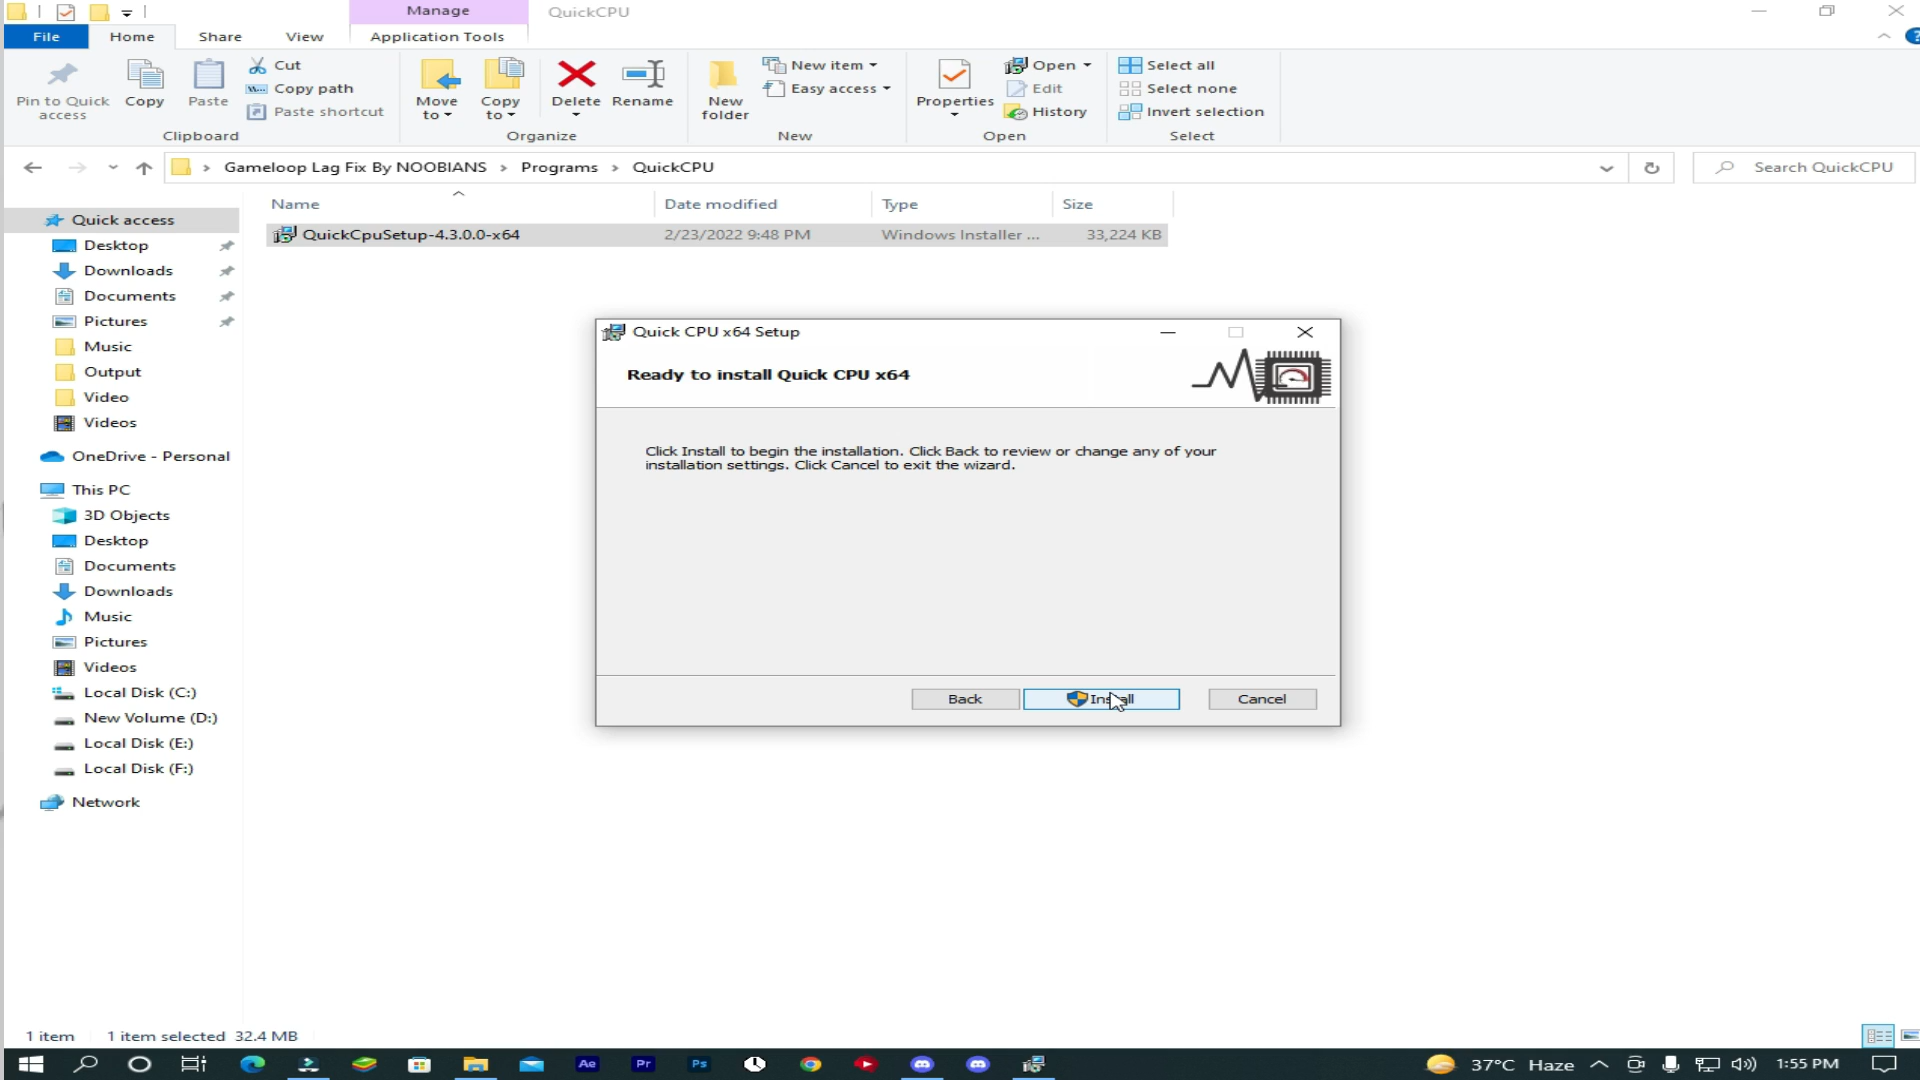 Manage
QuickCPU
File
Home
Share
View
Application Tools
Pin to Quick access
Copy
Paste
Cut
Copy path
Paste shortcut
Clipboard
Move to
Copy to
Delete
Rename
Organize
New folder
New item
Easy access
New
Properties
Open
Edit
History
Open
Select all
Select none
Invert selection
Select
Gameloop Lag Fix By NOOBIANS > Programs > QuickCPU
Search QuickCPU
Name
Date modified
Type
Size
QuickCpuSetup-4.3.0.0-x64
2/23/2022 9:48 PM
Windows Installer ...
33,224 KB
Quick access
Desktop
Downloads
Documents
Pictures
Music
Output
Video
Videos
OneDrive - Personal
This PC
3D Objects
Desktop
Documents
Downloads
Music
Pictures
Videos
Local Disk (C:)
New Volume (D:)
Local Disk (E:)
Local Disk (F:)
Network
Quick CPU x64 Setup
Ready to install Quick CPU x64
Click Install to begin the installation. Click Back to review or change any of your
installation settings. Click Cancel to exit the wizard.
Back
Install
Cancel
1 item
1 item selected 32.4 MB
Ae
Pr
Ps
37°C Haze
1:55 PM